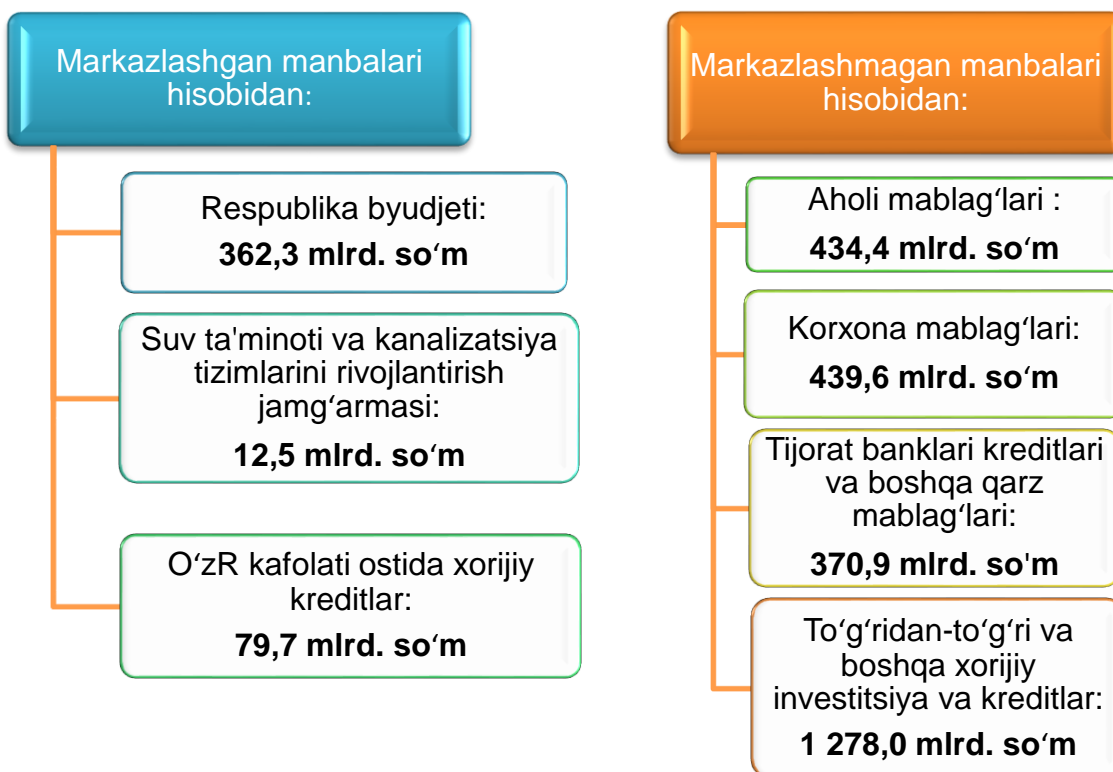 Markazlashgan manbalari
hisobidan:
Respublika byudjeti:
362,3 mlrd. so‘m
Suv ta'minoti va kanalizatsiya
tizimlarini rivojlantirish
jamg‘armasi:
12,5 mlrd. so‘m
O‘zR kafolati ostida xorijiy
kreditlar:
79,7 mlrd. so‘m
Markazlashmagan manbalari
hisobidan:
Aholi mablag‘lari :
434,4 mlrd. so‘m
Korxona mablag‘lari:
439,6 mlrd. so‘m
Tijorat banklari kreditlari
va boshqa qarz
mablag‘lari:
370,9 mlrd. so'm
To‘g‘ridan-to‘g‘ri va
boshqa xorijiy
investitsiya va kreditlar:
1 278,0 mlrd. so‘m